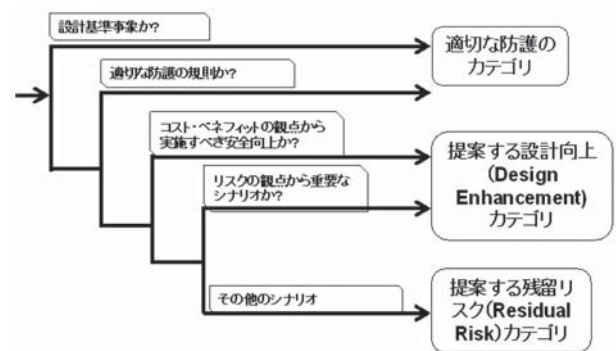 設計基準事象か?
適切な防護の
カテゴリ
適切な防護の規則か?
コスト・ベネフィットの観点から
実施すべき安全向上か?
提案する設計向上
(Design
Enhancement)
カテゴリ
リスクの観点から重要な
シナリオか?
その他のシナリオ
提案する残留リ
スク(Residual
Risk)カテゴリ